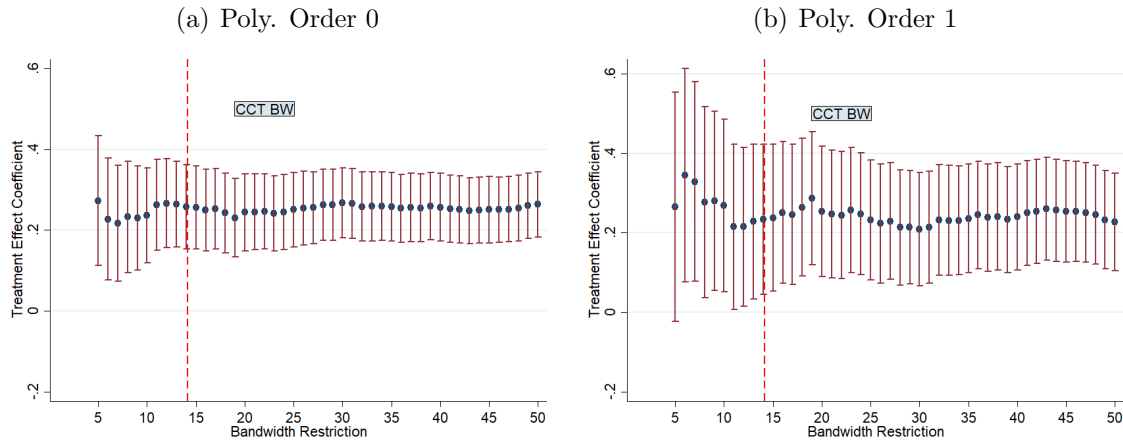 (a) Poly. Order 0
Treatment Effect Coefficient
.6
.4
.2
0
-.2
CCT BW
5 10 15 20 25 30 35 40 45 50
Bandwidth Restriction
(b) Poly. Order 1
Treatment Effect Coefficient
.6
.4
.2
0
-.2
CCT BW
5 10 15 20 25 30 35 40 45 50
Bandwidth Restriction